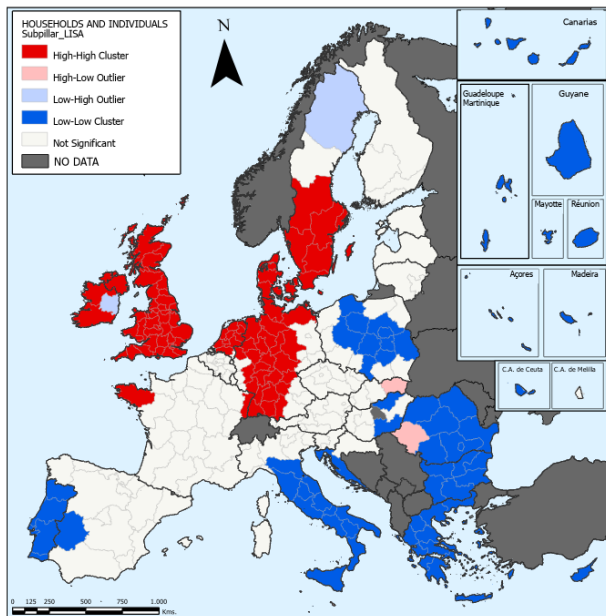 HOUSEHOLDS AND INDIVIDUALS
Subpillar_LISA
High-High Cluster
High-Low Outlier
Low-High Outlier
Low-Low Cluster
Not Significant
NO DATA
N
Canarias
Guadeloupe
Martinique
Guyane
Mayotte
Réunion
Açores
Madeira
C.A. de Ceuta
C.A. de Melilla
0 125 250 500 750 1.000
Kms.